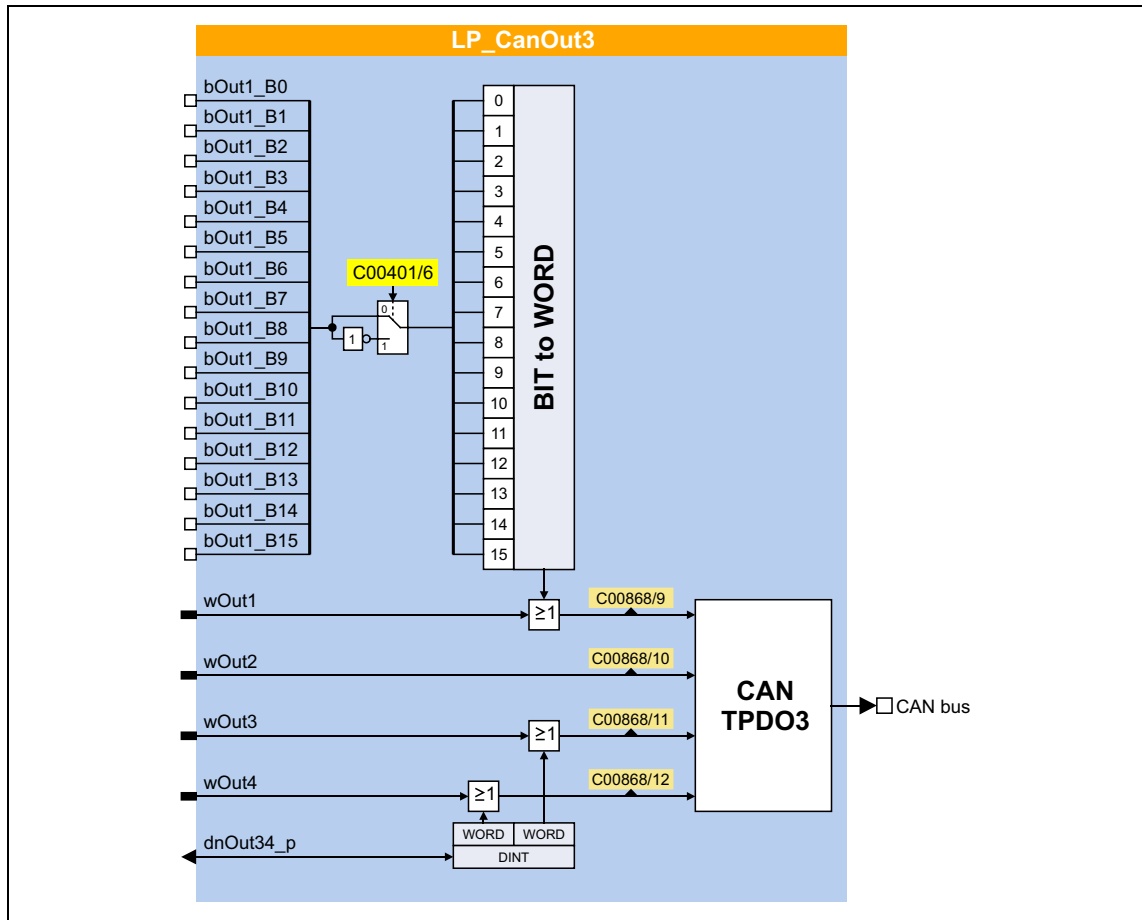 LP_CanOut3
bOut1_B0
0
bOut1_B1
1
bOut1_B2
2
bOut1_B3
3
bOut1_B4
4
bOut1_B5
5
bOut1_B6
C00401/6
6
bOut1_B7
0
7
bOut1_B8
1
1
8
bOut1_B9
9
bOut1_B10
10
bOut1_B11
11
bOut1_B12
12
bOut1_B13
13
bOut1_B14
14
bOut1_B15
15
BIT to WORD
wOut1
≥1
C00868/9
wOut2
C00868/10
CAN
TPDO3
CAN bus
wOut3
≥1
C00868/11
wOut4
≥1
C00868/12
dnOut34_p
WORD WORD
DINT